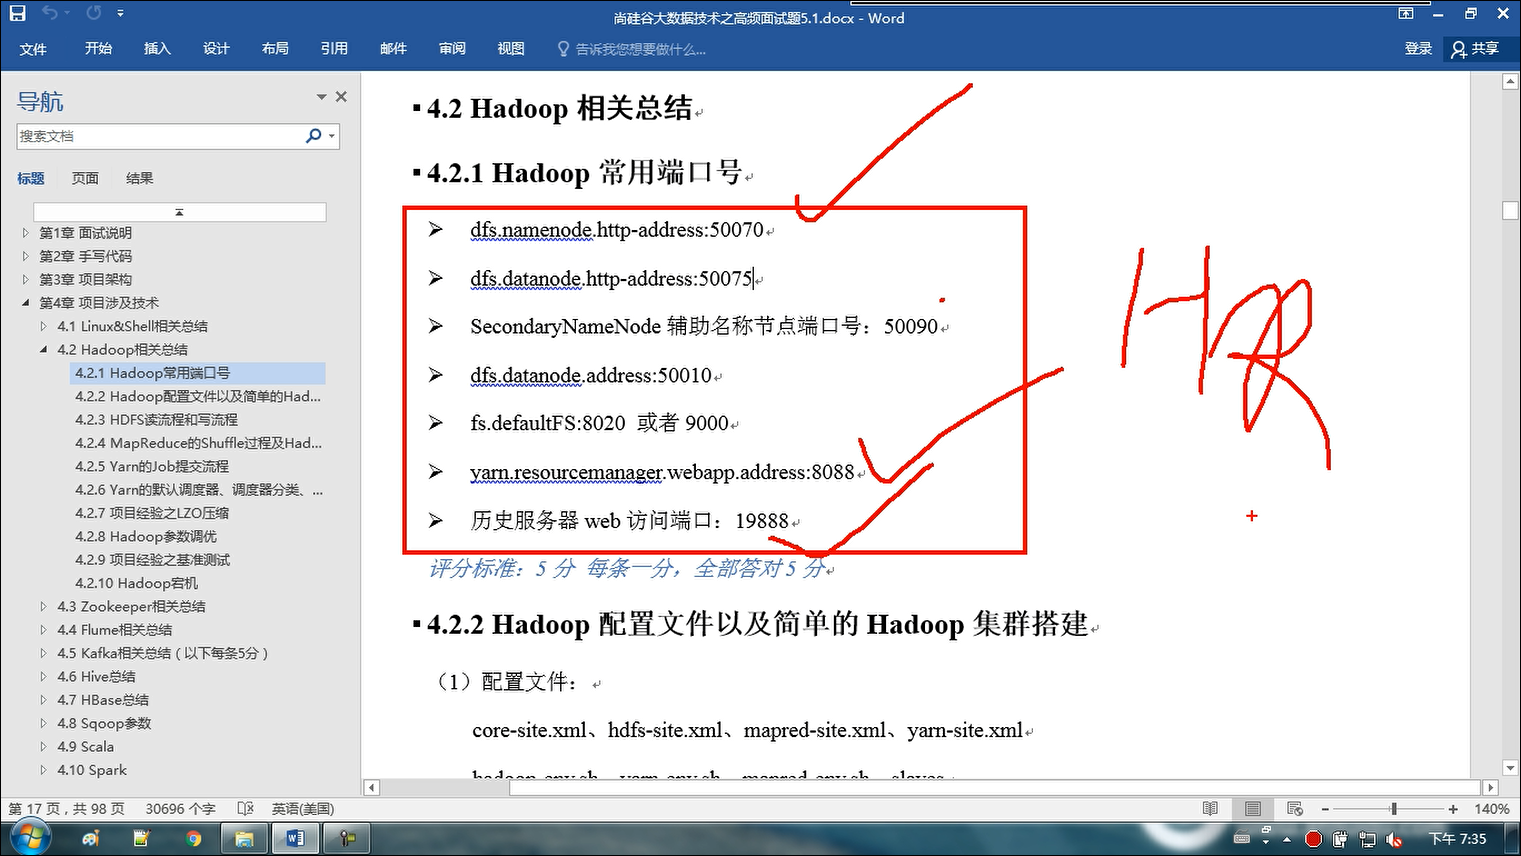 尚硅谷大数据技术之高频面试题5.1.docx - Word
文件 开始 插入 设计 布局 引用 邮件 审阅 视图 告诉我您想要做什么... 登录 共享
导航
搜索文档
标题 页面 结果
第1章 面试说明
第2章 手写代码
第3章 项目架构
第4章 项目涉及技术
4.1 Linux&Shell相关总结
4.2 Hadoop相关总结
4.2.1 Hadoop常用端口号
4.2.2 Hadoop配置文件以及简单的Had...
4.2.3 HDFS读流程和写流程
4.2.4 MapReduce的Shuffle过程及Had...
4.2.5 Yarn的Job提交流程
4.2.6 Yarn的默认调度器、调度器分类、...
4.2.7 项目经验之LZO压缩
4.2.8 Hadoop参数调优
4.2.9 项目经验之基准测试
4.2.10 Hadoop宕机
4.3 Zookeeper相关总结
4.4 Flume相关总结
4.5 Kafka相关总结（以下每条5分）
4.6 Hive总结
4.7 HBase总结
4.8 Sqoop参数
4.9 Scala
4.10 Spark
4.2 Hadoop 相关总结
4.2.1 Hadoop 常用端口号
dfs.namenode.http-address:50070
dfs.datanode.http-address:50075
SecondaryNameNode 辅助名称节点端口号：50090
dfs.datanode.address:50010
fs.defaultFS:8020 或者 9000
yarn.resourcemanager.webapp.address:8088
历史服务器 web 访问端口：19888
评分标准：5 分 每条一分，全部答对 5 分
4.2.2 Hadoop 配置文件以及简单的 Hadoop 集群搭建
（1）配置文件：
core-site.xml、hdfs-site.xml、mapred-site.xml、yarn-site.xml
hadoop-env.sh、yarn-env.sh、mapred-env.sh、slaves
第 17 页，共 98 页 30696 个字 英语(美国) 140%
下午 7:35